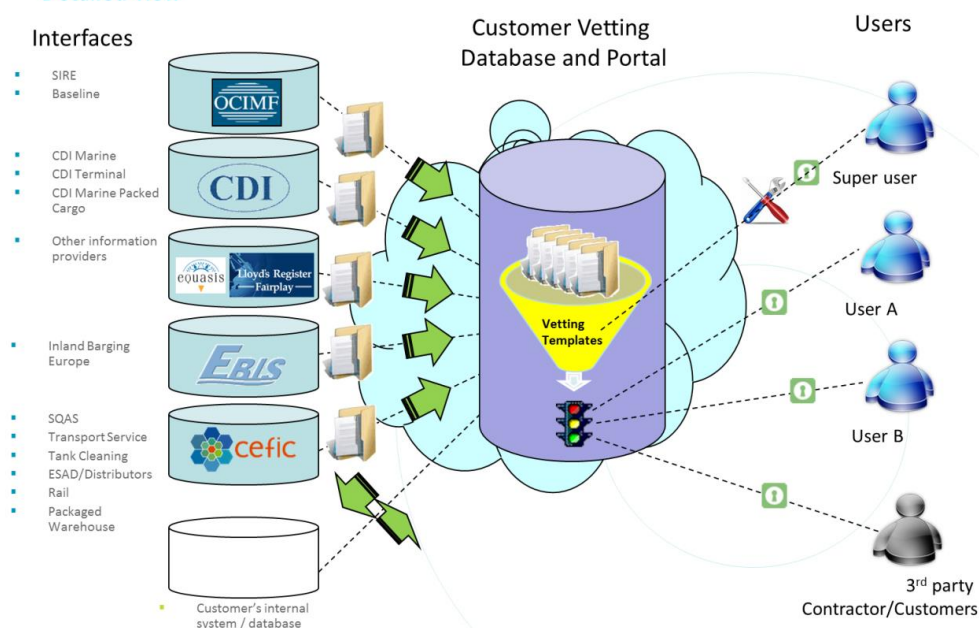 Interfaces
SIRE
Baseline
CDI Marine
CDI Terminal
CDI Marine Packed
Cargo
Other information
providers
Inland Barging
Europe
SQAS
Transport Service
Tank Cleaning
ESAD/Distributors
Rail
Packaged
Warehouse
OCIMF
CDI
equasis
Lloyd's Register
Fairplay
EBIS
cefic
Customer's internal
system / database
Customer Vetting
Database and Portal
Vetting
Templates
Users
Super user
User A
User B
3rd party
Contractor/Customers